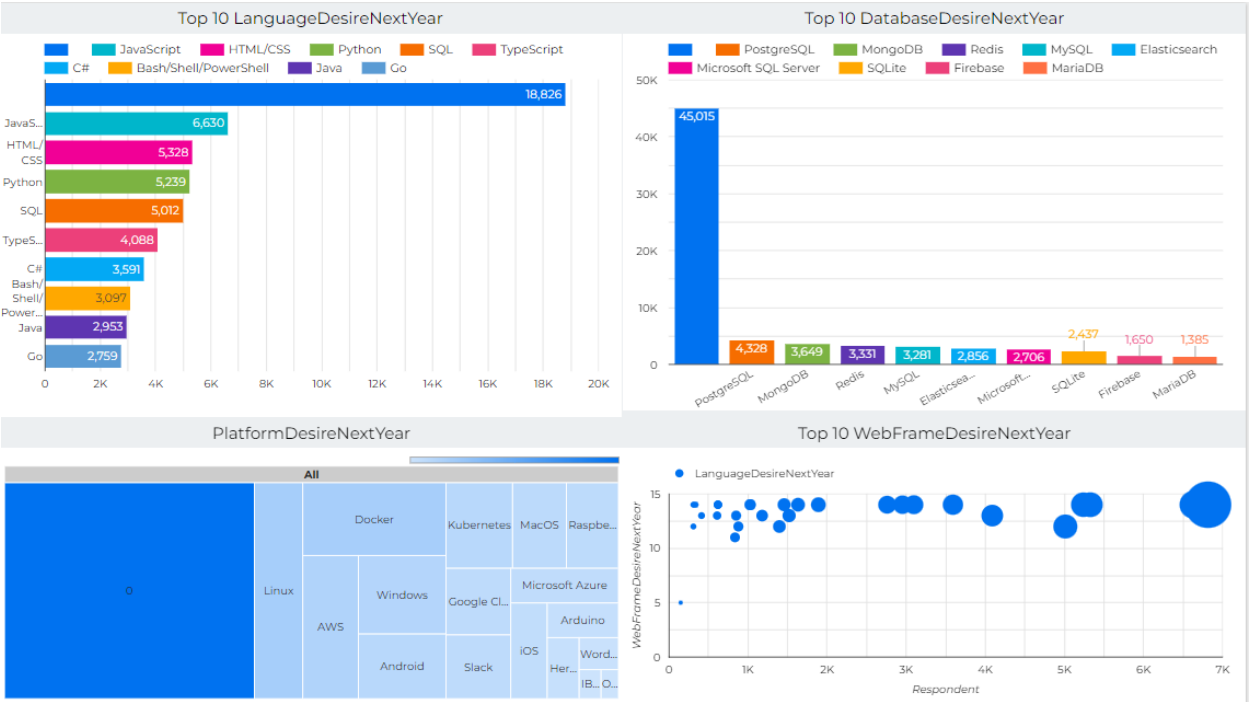 Top 10 LanguageDesireNextYear
JavaScript HTML/CSS Python SQL TypeScript
C# Bash/Shell/PowerShell Java Go
18,826
JavaS... 6,630
HTML/
CSS
5,328
Python 5,239
SQL 5,012
TypeS... 4,088
C# 3,591
Bash/
Shell/
Power...
3,097
Java 2,953
Go 2,759
0 2K 4K 6K 8K 10K 12K 14K 16K 18K 20K
Top 10 DatabaseDesireNextYear
PostgreSQL MongoDB Redis MySQL Elasticsearch
Microsoft SQL Server SQLite Firebase MariaDB
50K
40K
30K
20K
10K
0
45,015
4,328
3,649
3,331
3,281
2,856
2,706
2,437
1,650
1,385
PostgreSQL
MongoDB
Redis
MySQL
Elasticsea...
Microsoft...
SQLite
Firebase
MariaDB
PlatformDesireNextYear
All
0
Linux
Docker
AWS
Windows
Android
Kubernetes
MacOS
Raspbe...
Google Cl...
Slack
Microsoft Azure
iOS
Arduino
Her...
Word...
IB...
O...
Top 10 WebFrameDesireNextYear
LanguageDesireNextYear
WebFrameDesireNextYear
15
10
5
0
0 1K 2K 3K 4K 5K 6K 7K
Respondent